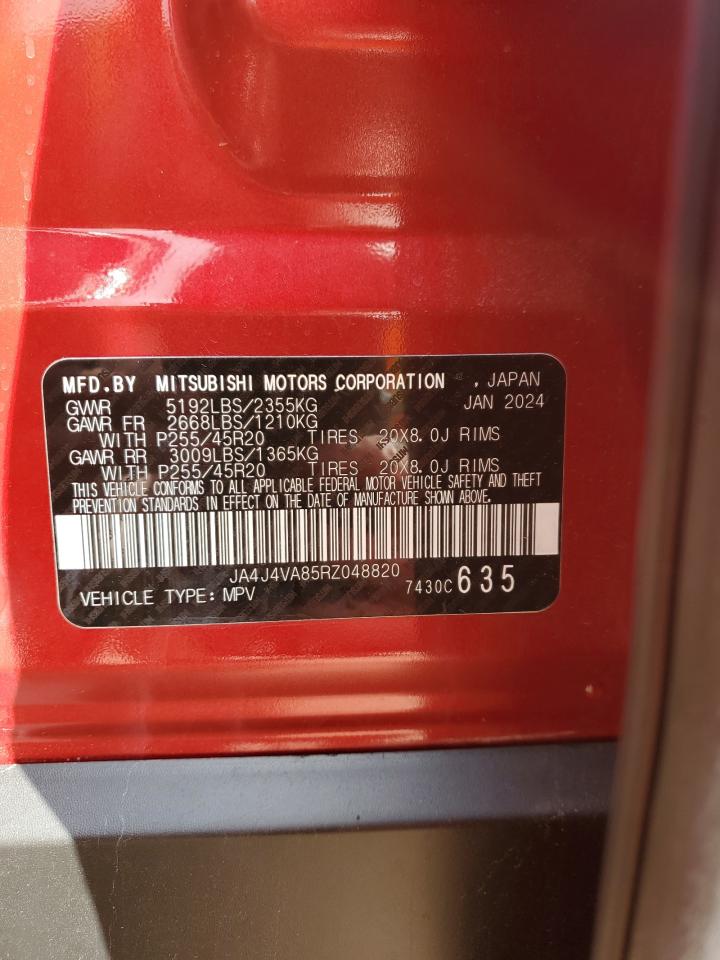 MFD.BY MITSUBISHI MOTORS CORPORATION , JAPAN
GVWR 5192LBS/2355KG JAN 2024
GAWR FR 2668LBS/1210KG
WITH P255/45R20 TIRES 20X8.0J RIMS
GAWR RR 3009LBS/1365KG
WITH P255/45R20 TIRES 20X8.0J RIMS
THIS VEHICLE CONFORMS TO ALL APPLICABLE FEDERAL MOTOR VEHICLE SAFETY AND THEFT
PREVENTION STANDARDS IN EFFECT ON THE DATE OF MANUFACTURE SHOWN ABOVE.
JA4J4VA85RZ048820
VEHICLE TYPE: MPV 7430C 635